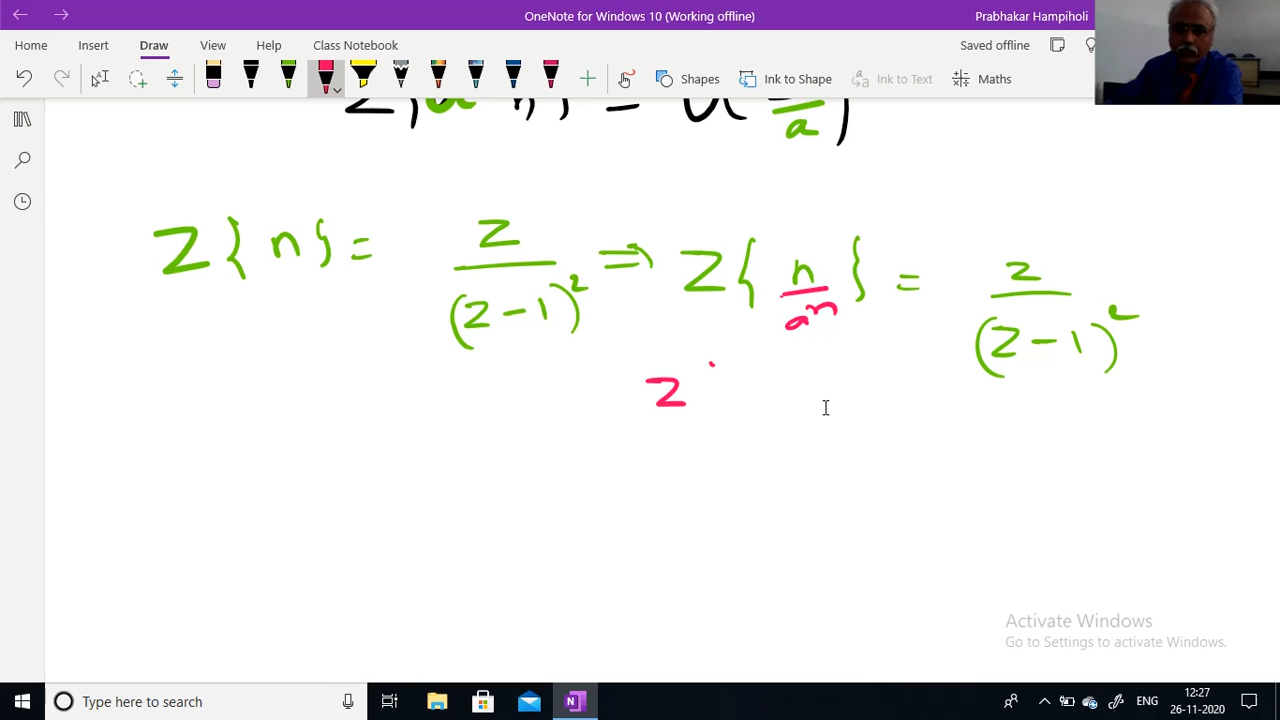 OneNote for Windows 10 (Working offline)
Prabhakar Hampiholi
Home Insert Draw View Help Class Notebook
Saved offline
Shapes Ink to Shape Ink to Text Maths
a
Z{n} = z/(z-1)² ⇒ Z{n/aⁿ} = z/(z-1)²
z
Activate Windows
Go to Settings to activate Windows.
Type here to search
N
ENG
12:27
26-11-2020